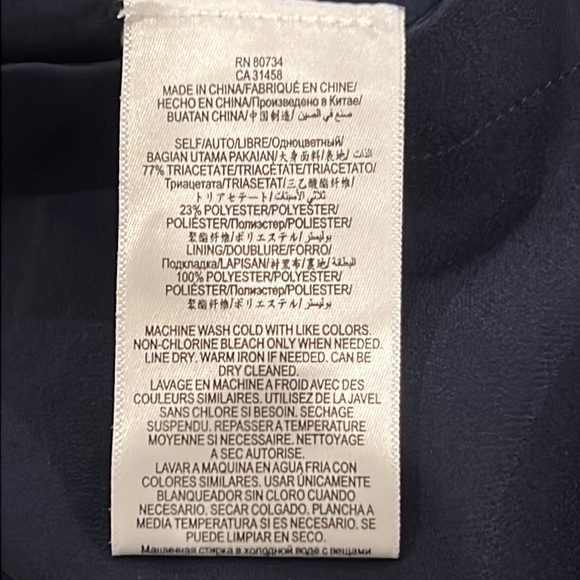 RN 80734
CA 31458
MADE IN CHINA/FABRIQUÉ EN CHINE/
HECHO EN CHINA/Произведено в Китае/
BUATAN CHINA/中国制造/ صنع في الصين/
SELF/AUTO/LIBRE/Одноцветный/
BAGIAN UTAMA PAKAIAN/大身面料/表地/ الذات/
77% TRIACETATE/TRIACÉTATE/TRIACETATO/
Триацетата/TRIASETAT/三乙酸酯纤维/
トリアセテート/ثلاثي الأسيتات/
23% POLYESTER/POLYESTER/
POLIÉSTER/Полиэстер/POLIESTER/
聚酯纤维/ポリエステル/ بوليستر/
LINING/DOUBLURE/FORRO/
Подкладка/LAPISAN/衬里布/裏地/البطانة/
100% POLYESTER/POLYESTER/
POLIÉSTER/Полиэстер/POLIESTER/
聚酯纤维/ポリエステル/ بوليستر/
MACHINE WASH COLD WITH LIKE COLORS.
NON-CHLORINE BLEACH ONLY WHEN NEEDED.
LINE DRY. WARM IRON IF NEEDED. CAN BE
DRY CLEANED.
LAVAGE EN MACHINE A FROID AVEC DES
COULEURS SIMILAIRES. UTILISEZ DE LA JAVEL
SANS CHLORE SI BESOIN. SECHAGE
SUSPENDU. REPASSER A TEMPERATURE
MOYENNE SI NECESSAIRE. NETTOYAGE
A SEC AUTORISE.
LAVAR A MAQUINA EN AGUA FRIA CON
COLORES SIMILARES. USAR ÚNICAMENTE
BLANQUEADOR SIN CLORO CUANDO
NECESARIO. SECAR COLGADO. PLANCHA A
MEDIA TEMPERATURA SI ES NECESARIO. SE
PUEDE LIMPIAR EN SECO.
Машинная стирка в холодной воде с вещами